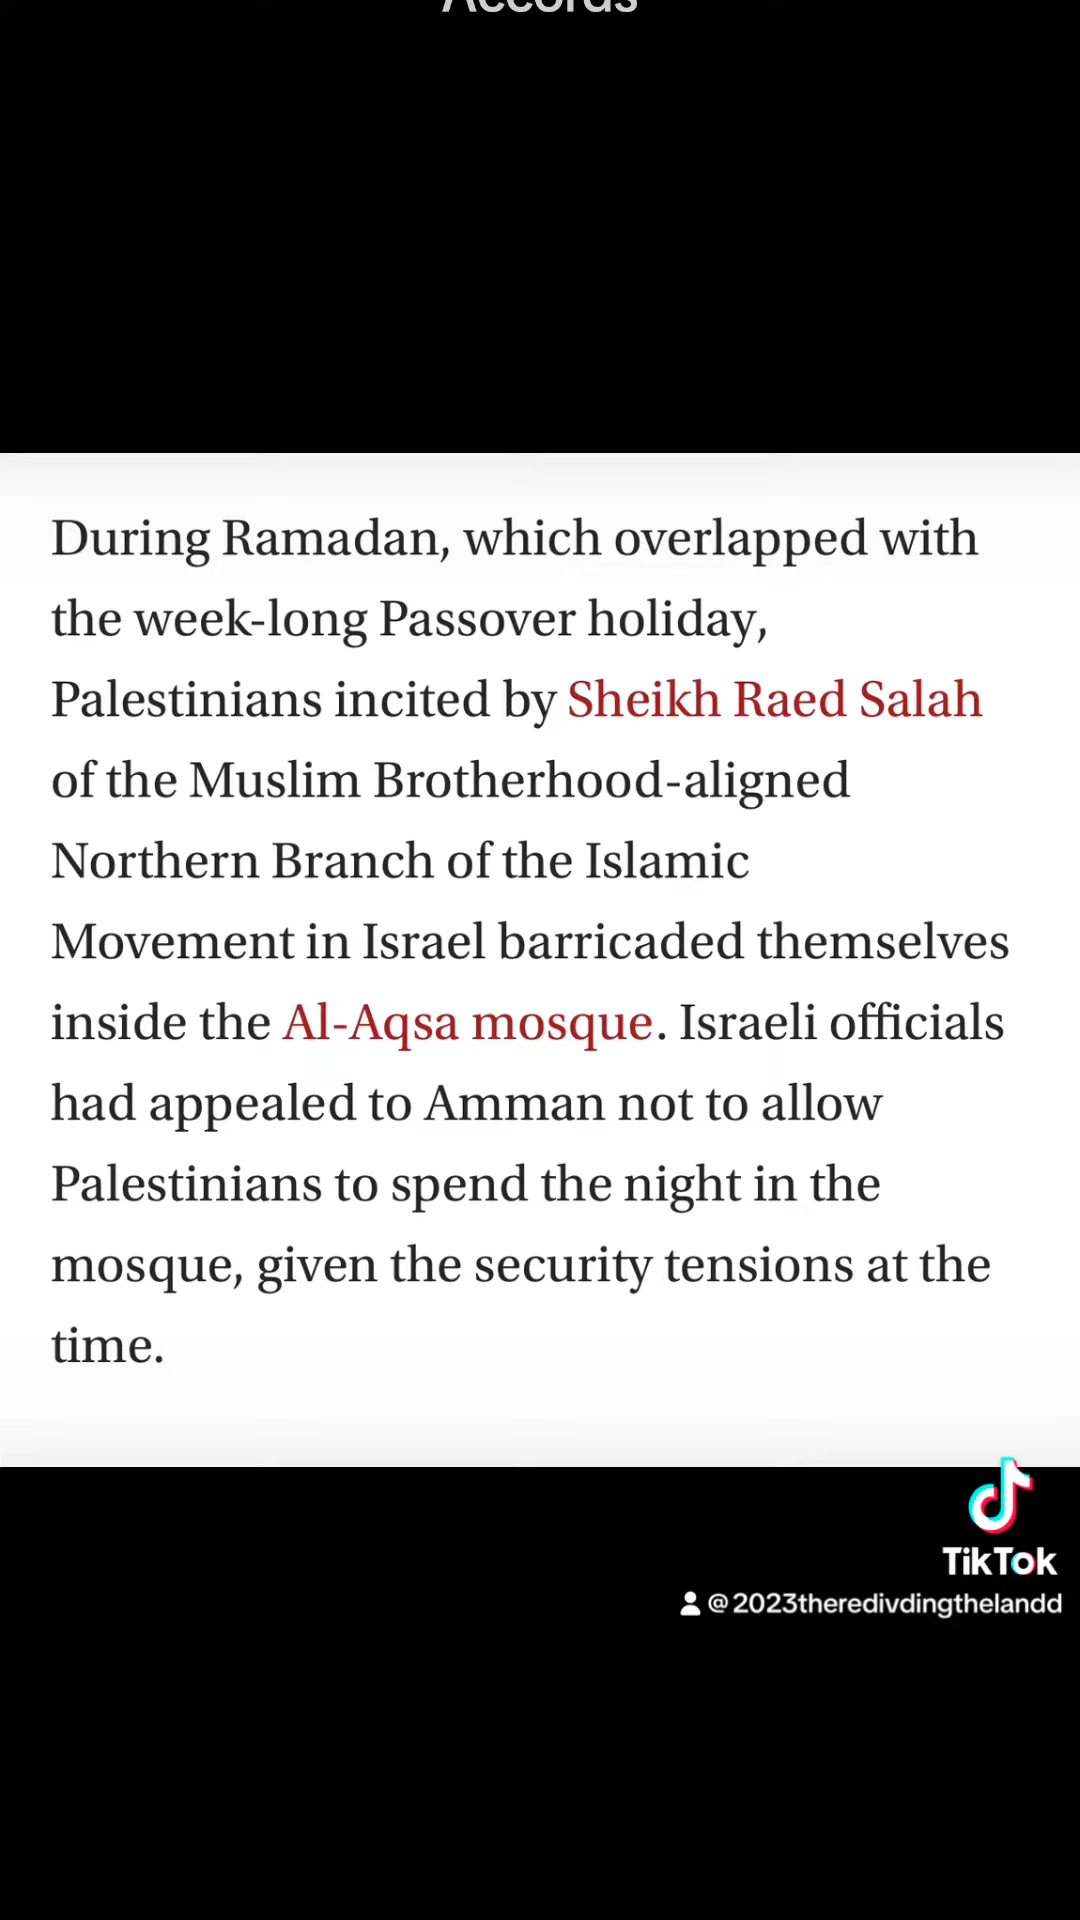 Accords
During Ramadan, which overlapped with
the week-long Passover holiday,
Palestinians incited by Sheikh Raed Salah
of the Muslim Brotherhood-aligned
Northern Branch of the Islamic
Movement in Israel barricaded themselves
inside the Al-Aqsa mosque. Israeli officials
had appealed to Amman not to allow
Palestinians to spend the night in the
mosque, given the security tensions at the
time.
TikTok
@2023theredivdingthelandd